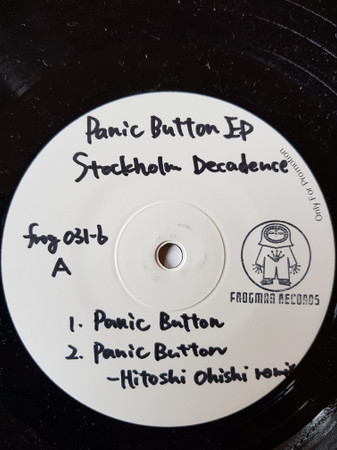 Panic Button EP
Stockholm Decadence
Only For Promotion
frog 031-b
A
FROGMAN RECORDS
1. Panic Button
2. Panic Button
-Hitoshi Ohishi remix